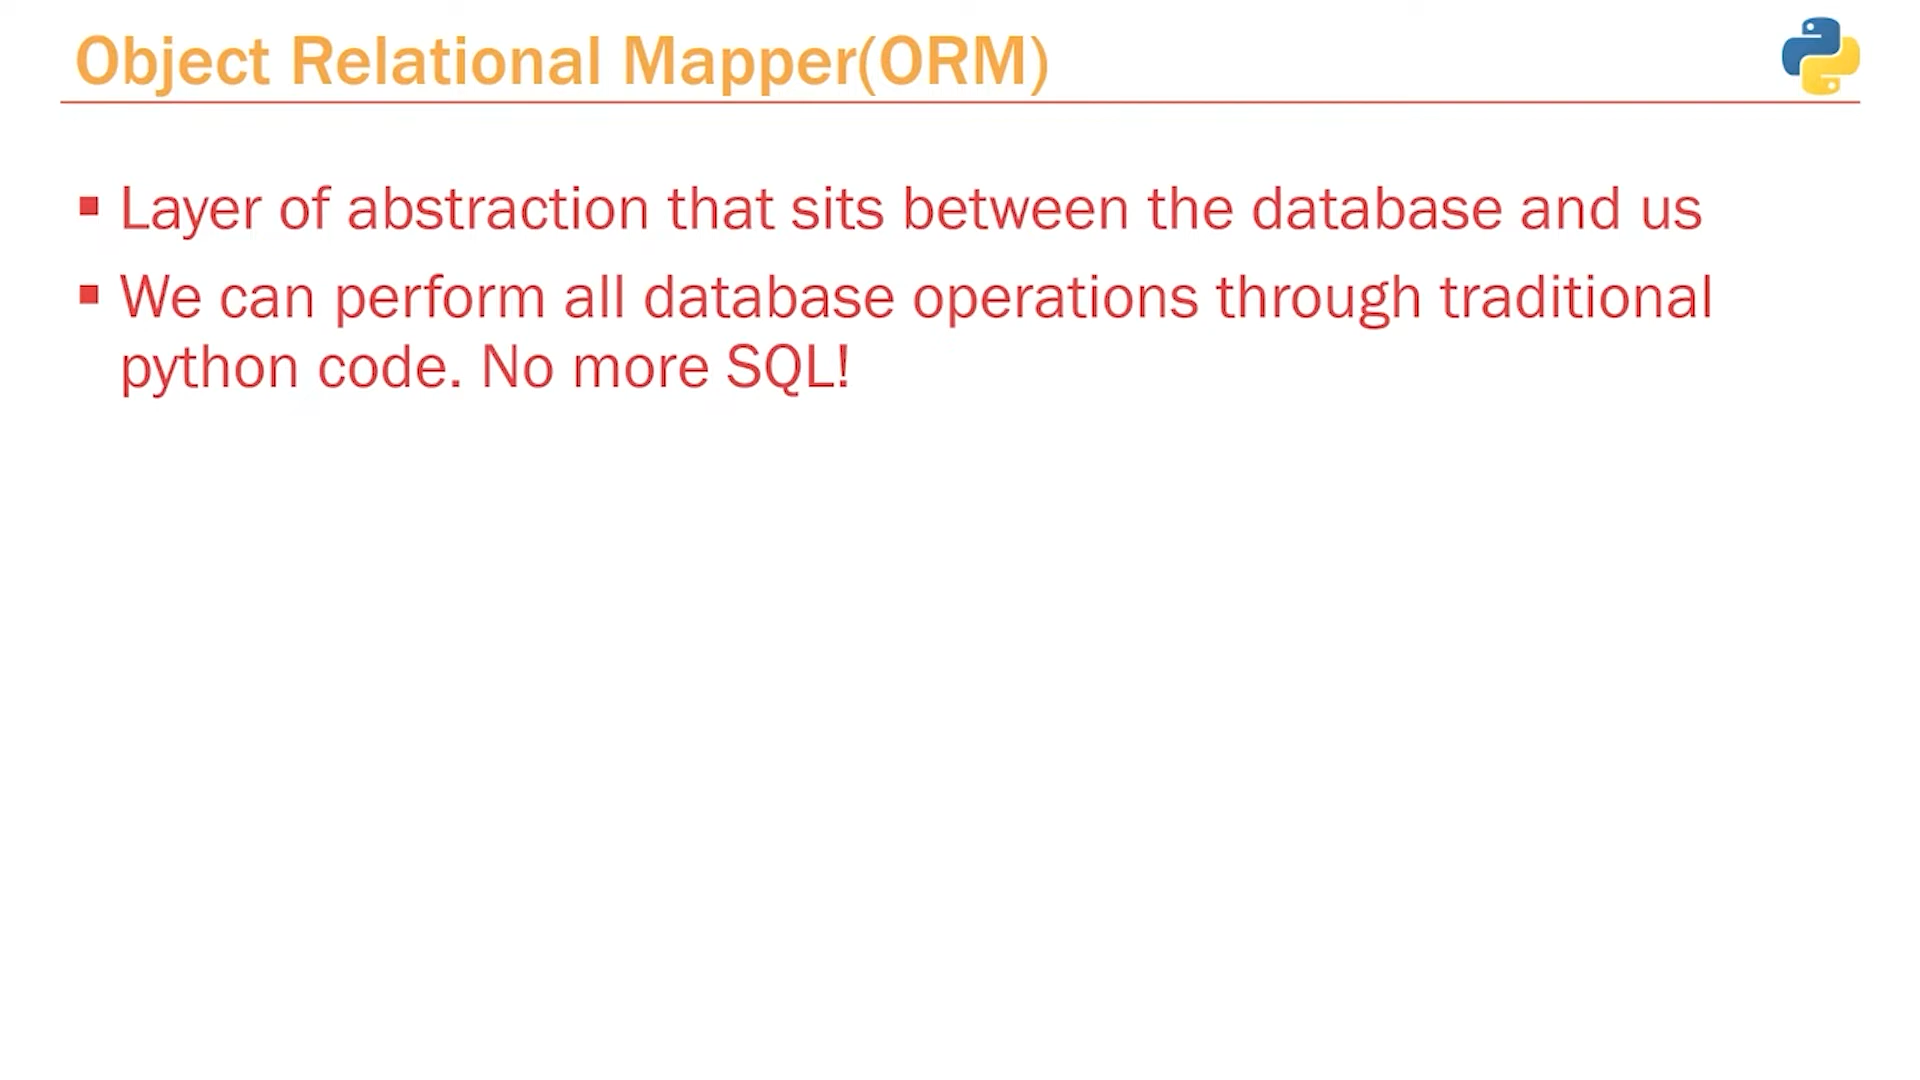 Object Relational Mapper(ORM)
▪ Layer of abstraction that sits between the database and us
▪ We can perform all database operations through traditional
python code. No more SQL!